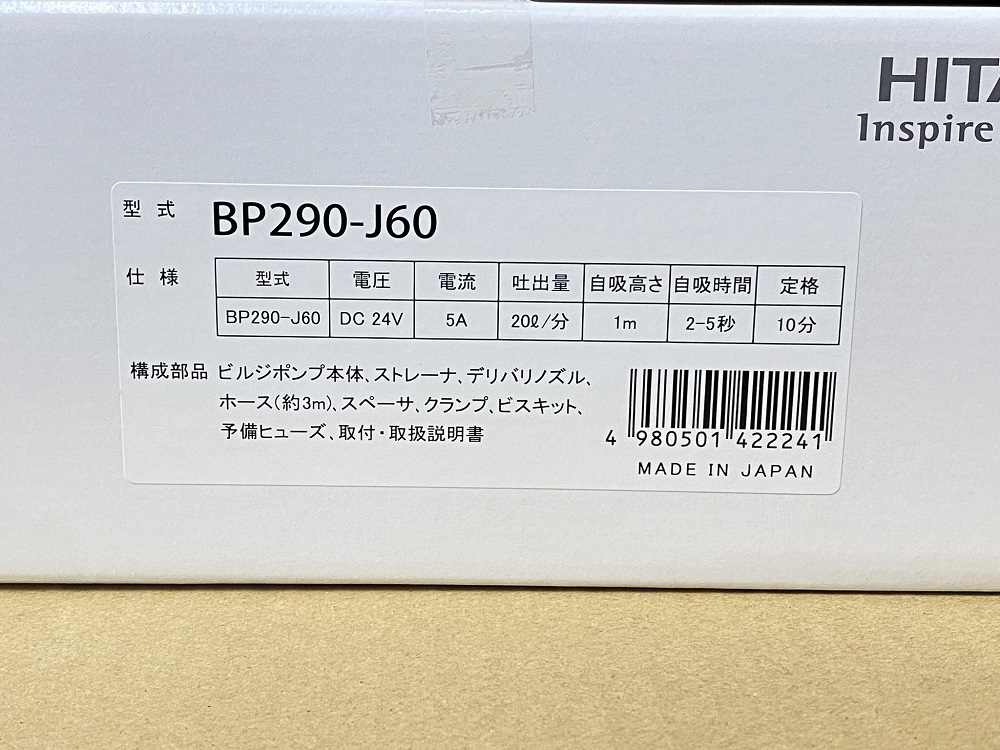 HITA
Inspire
型 式 BP290-J60
仕 様 型式 電圧 電流 吐出量 自吸高さ 自吸時間 定格
BP290-J60 DC 24V 5A 20ℓ/分 1m 2-5秒 10分
構成部品 ビルジポンプ本体、ストレーナ、デリバリノズル、
ホース(約3m)、スペーサ、クランプ、ビスキット、
予備ヒューズ、取付・取扱説明書
4 980501 422241
MADE IN JAPAN